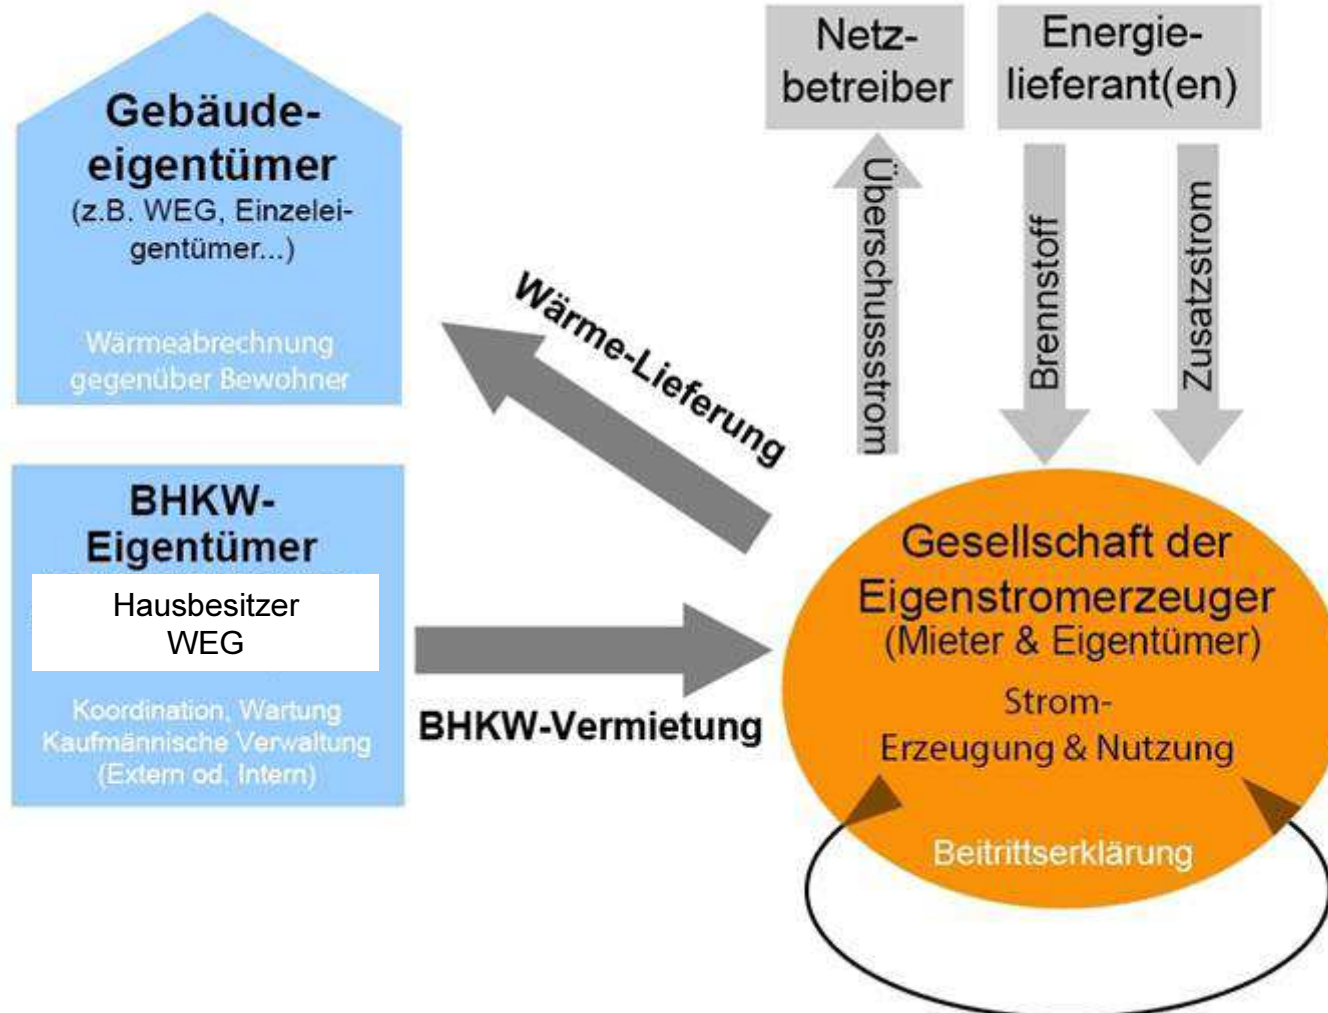 Gebäude-
eigentümer
(z.B. WEG, Einzelei-
gentümer...)
Wärmeabrechnung
gegenüber Bewohner
BHKW-
Eigentümer
Hausbesitzer
WEG
Koordination, Wartung
Kaufmännische Verwaltung
(Extern od. Intern)
Wärme-Lieferung
BHKW-Vermietung
Netz-
betreiber
Energie-
lieferant(en)
Überschussstrom
Brennstoff
Zusatzstrom
Gesellschaft der
Eigenstromerzeuger
(Mieter & Eigentümer)
Strom-
Erzeugung & Nutzung
Beitrittserklärung